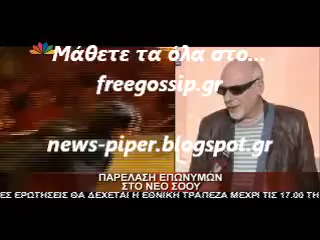 Μάθετε τα όλα στο...
freegossip.gr
news-piper.blogspot.gr
ΠΑΡΕΛΑΣΗ ΕΠΩΝΥΜΩΝ
ΣΤΟ ΝΕΟ ΣΟΟΥ
ΕΣ ΕΡΩΤΗΣΕΙΣ ΘΑ ΔΕΧΕΤΑΙ Η ΕΘΝΙΚΗ ΤΡΑΠΕΖΑ ΜΕΧΡΙ ΤΙΣ 17.00 ΤΗ